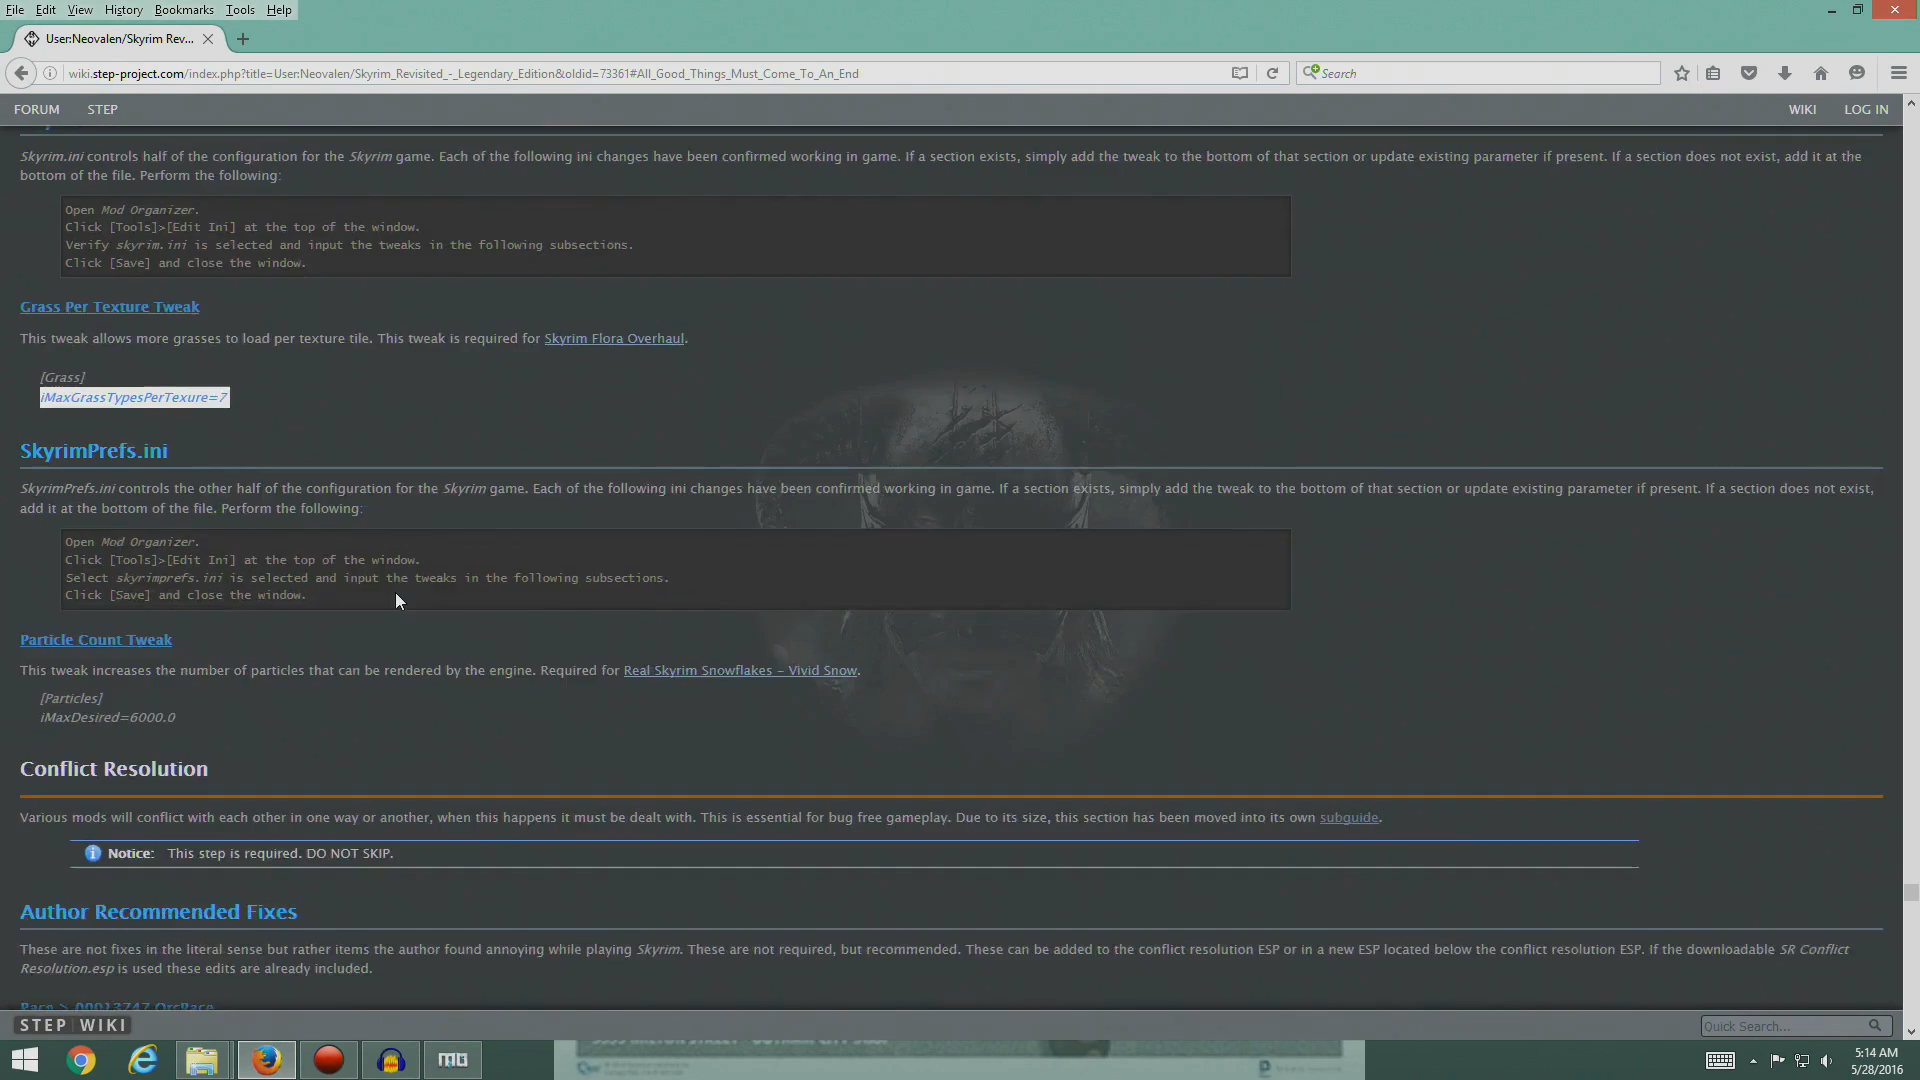 File Edit View History Bookmarks Tools Help
User:Neovalen/Skyrim Rev...
wiki.step-project.com/index.php?title=User:Neovalen/Skyrim_Revisited_-_Legendary_Edition&oldid=73361#All_Good_Things_Must_Come_To_An_End
Search
FORUM STEP WIKI LOG IN
Skyrim.ini controls half of the configuration for the Skyrim game. Each of the following ini changes have been confirmed working in game. If a section exists, simply add the tweak to the bottom of that section or update existing parameter if present. If a section does not exist, add it at the
bottom of the file. Perform the following:
Open Mod Organizer.
Click [Tools]>[Edit Ini] at the top of the window.
Verify skyrim.ini is selected and input the tweaks in the following subsections.
Click [Save] and close the window.
Grass Per Texture Tweak
This tweak allows more grasses to load per texture tile. This tweak is required for Skyrim Flora Overhaul.
[Grass]
iMaxGrassTypesPerTexure=7
SkyrimPrefs.ini
SkyrimPrefs.ini controls the other half of the configuration for the Skyrim game. Each of the following ini changes have been confirmed working in game. If a section exists, simply add the tweak to the bottom of that section or update existing parameter if present. If a section does not exist,
add it at the bottom of the file. Perform the following:
Open Mod Organizer.
Click [Tools]>[Edit Ini] at the top of the window.
Select skyrimprefs.ini is selected and input the tweaks in the following subsections.
Click [Save] and close the window.
Particle Count Tweak
This tweak increases the number of particles that can be rendered by the engine. Required for Real Skyrim Snowflakes – Vivid Snow.
[Particles]
iMaxDesired=6000.0
Conflict Resolution
Various mods will conflict with each other in one way or another, when this happens it must be dealt with. This is essential for bug free gameplay. Due to its size, this section has been moved into its own subguide.
Notice: This step is required. DO NOT SKIP.
Author Recommended Fixes
These are not fixes in the literal sense but rather items the author found annoying while playing Skyrim. These are not required, but recommended. These can be added to the conflict resolution ESP or in a new ESP located below the conflict resolution ESP. If the downloadable SR Conflict
Resolution.esp is used these edits are already included.
Race > 00013747 OrcRace
STEP WIKI
Quick Search...
5:14 AM
5/28/2016